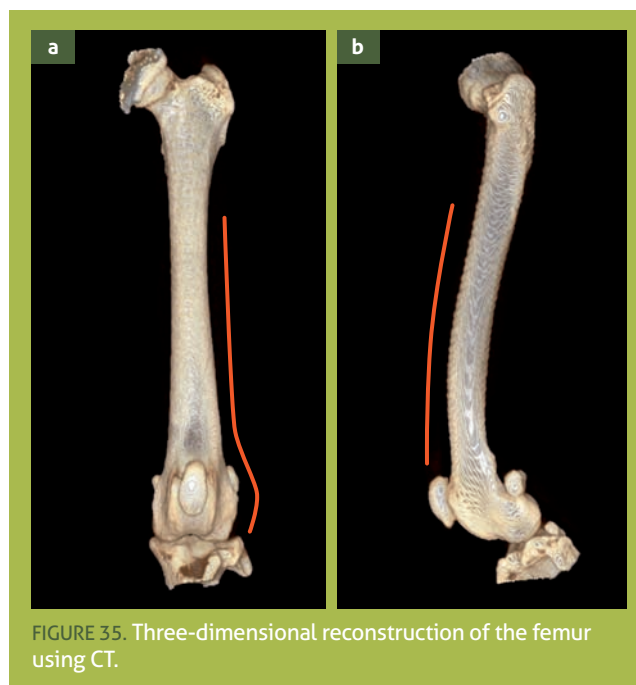 a
b
FIGURE 35. Three-dimensional reconstruction of the femur
using CT.